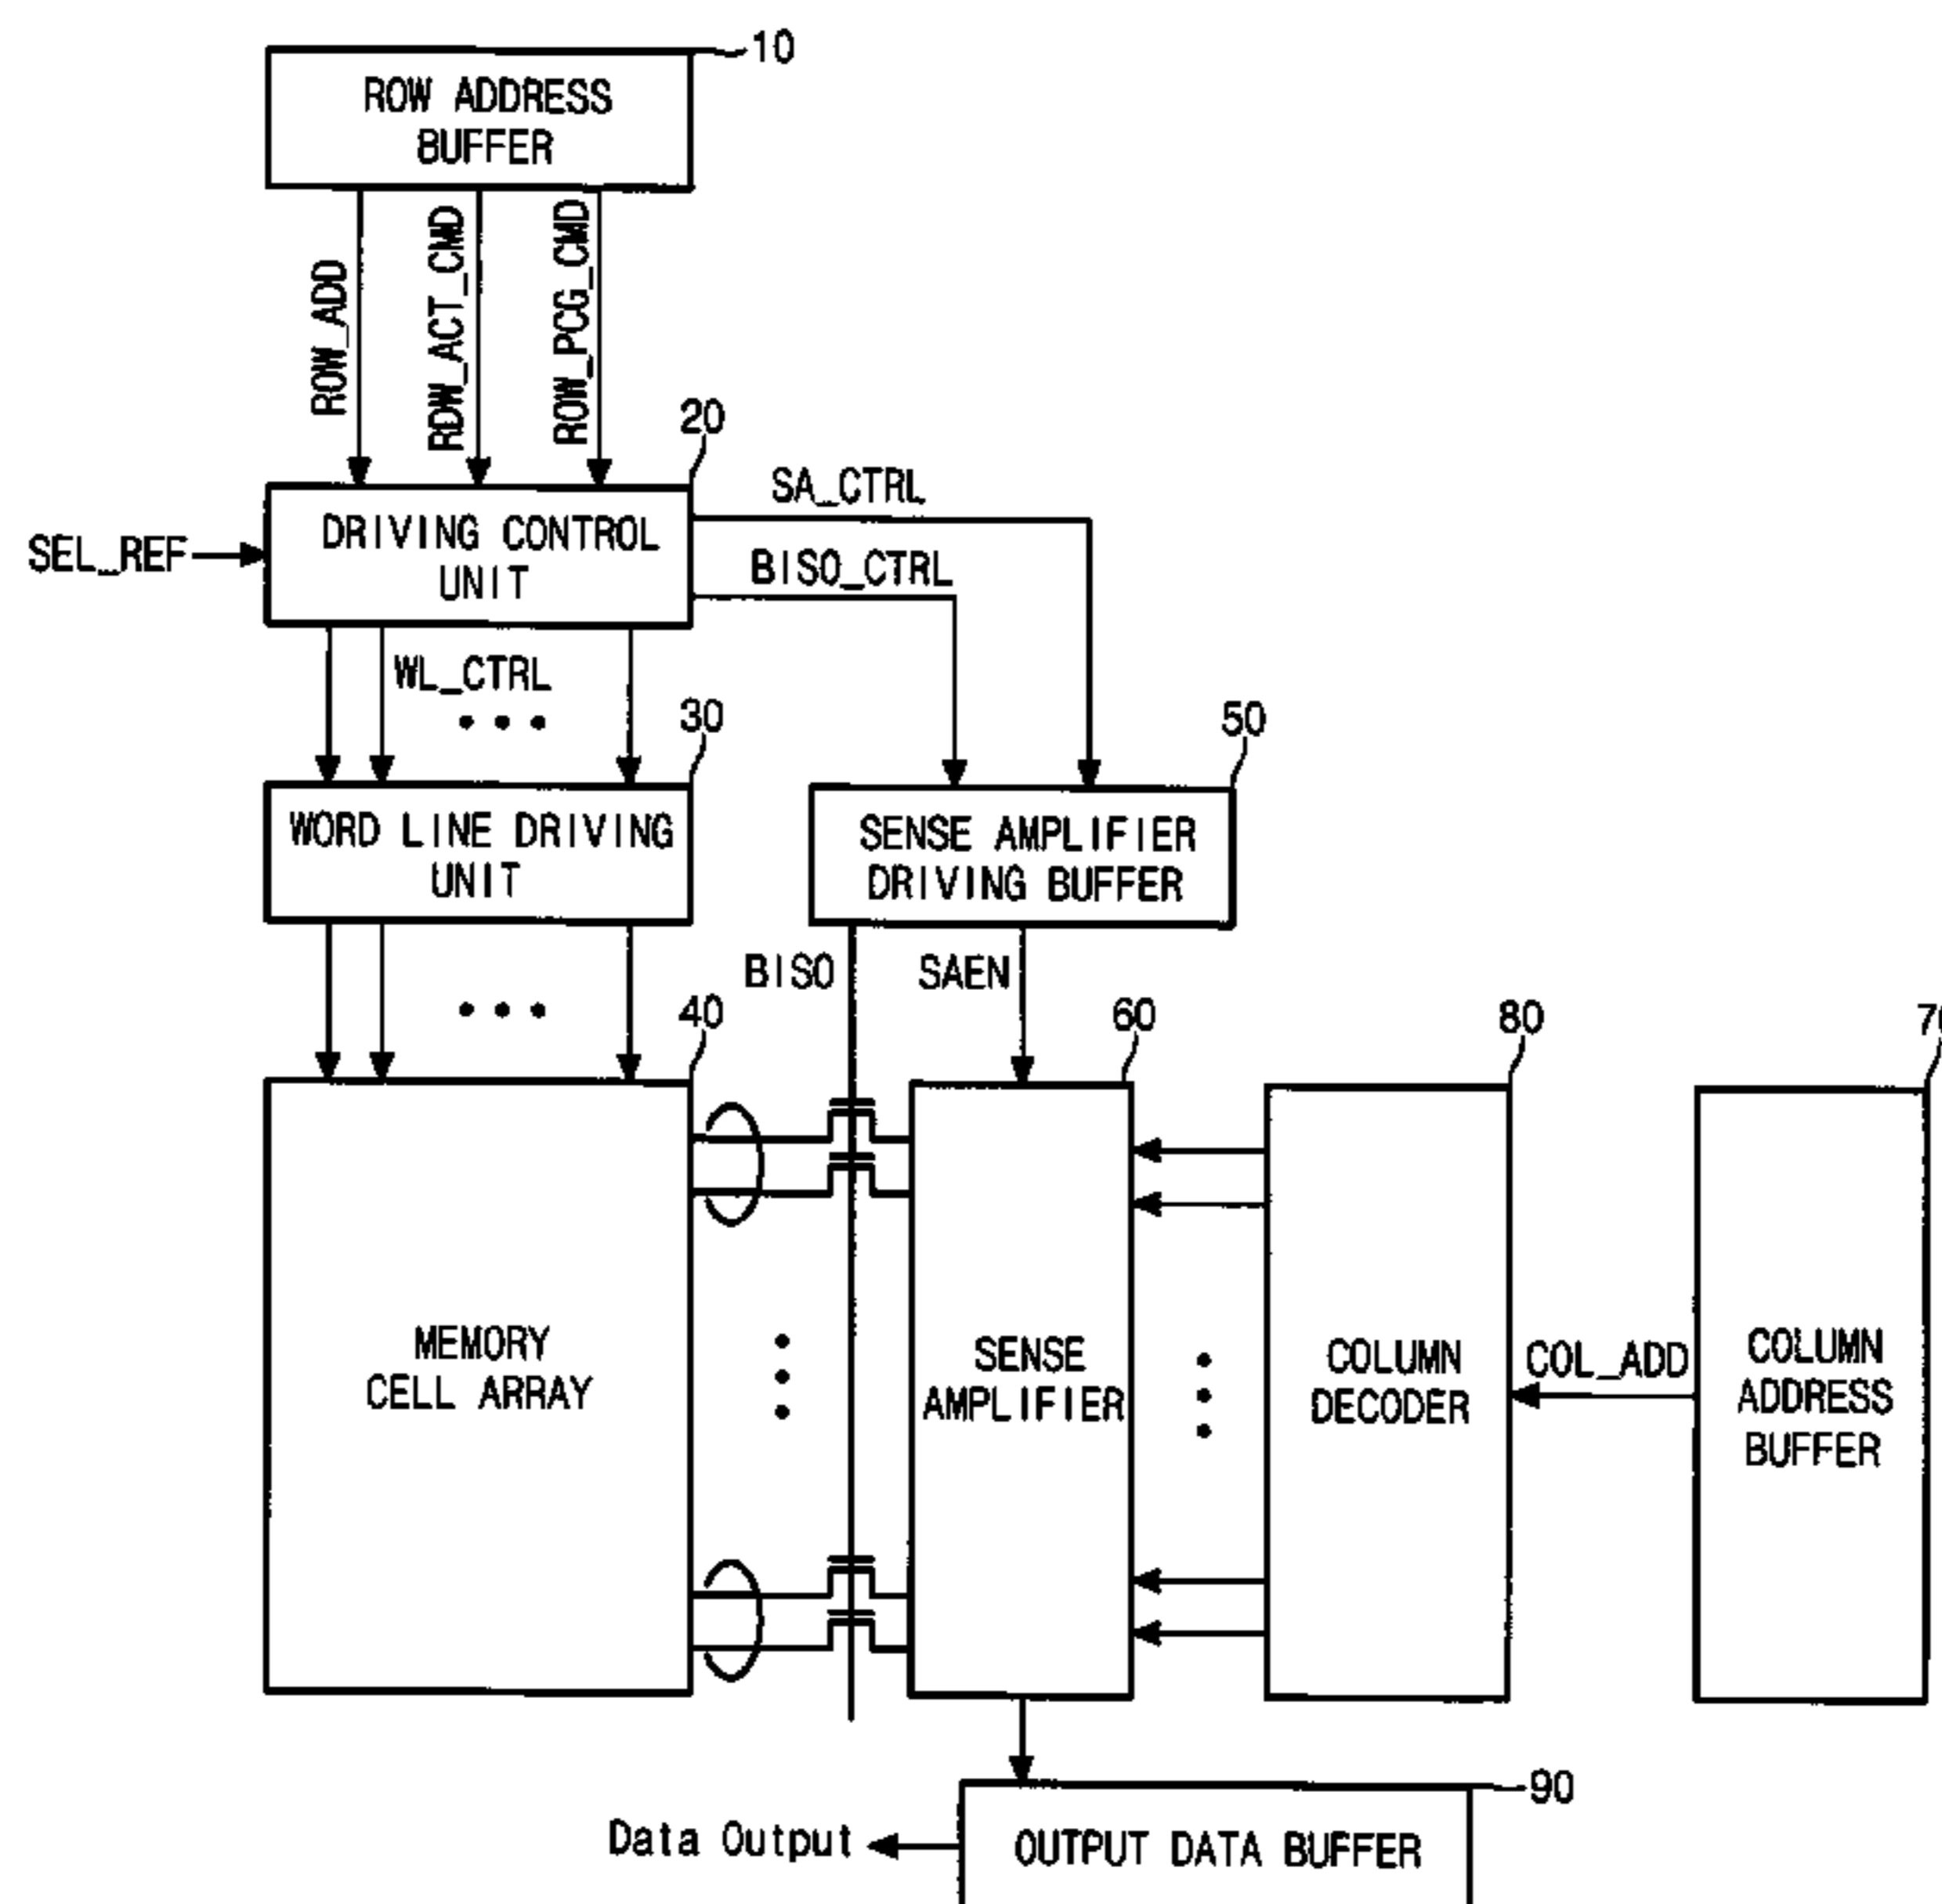 10
ROW ADDRESS
BUFFER
ROW_ADD
RDW_ACT_CMD
ROW_PCG_CMD
20
SA_CTRL
SEL_REF
DRIVING CONTROL
UNIT
BISO_CTRL
WL_CTRL
30
50
WORD LINE DRIVING
UNIT
SENSE AMPLIFIER
DRIVING BUFFER
BISO
SAEN
40
60
80
MEMORY
CELL ARRAY
SENSE
AMPLIFIER
COLUMN
DECODER
COL_ADD
COLUMN
ADDRESS
BUFFER
90
Data Output
OUTPUT DATA BUFFER